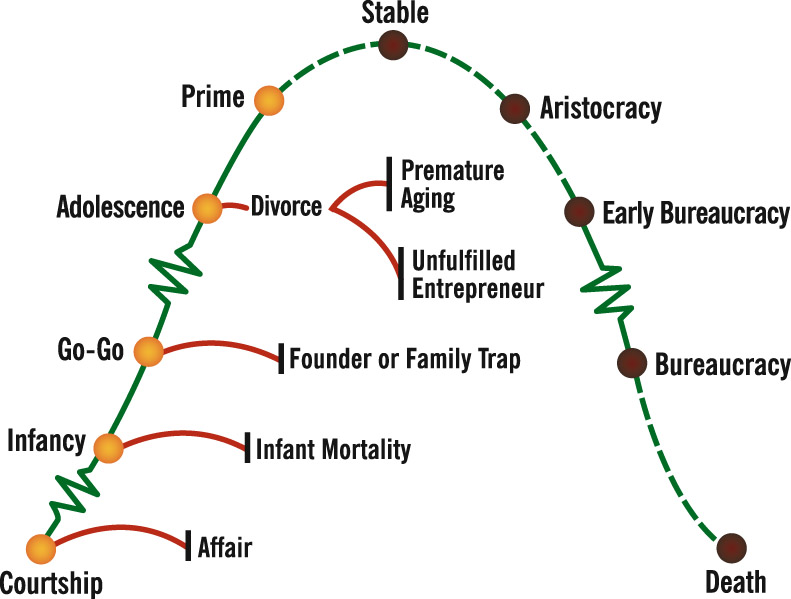 Stable
Prime
Aristocracy
Premature
Aging
Adolescence
Divorce
Early Bureaucracy
Unfulfilled
Entrepreneur
Go-Go
Founder or Family Trap
Bureaucracy
Infancy
Infant Mortality
Affair
Courtship
Death